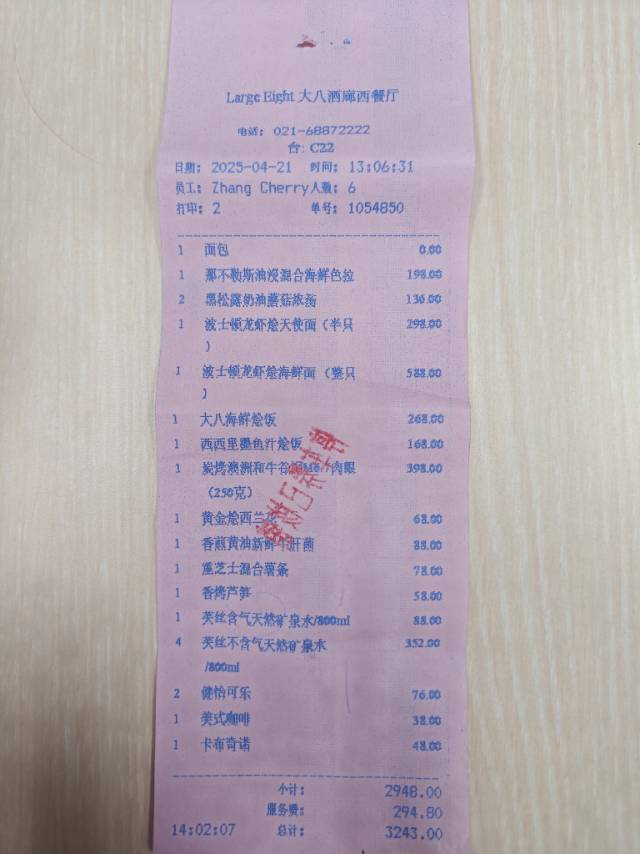 Large Eight 大八酒廊西餐厅
电话: 021-68872222
台: C22
日期: 2025-04-21 时间: 13:06:31
员工: Zhang Cherry 人数: 6
打印: 2 单号: 1054850
1 面包 0.00
1 那不勒斯油浸混合海鲜色拉 198.00
2 黑松露奶油蘑菇浓汤 136.00
1 波士顿龙虾烩天使面（半只 298.00
）
1 波士顿龙虾烩海鲜面（整只 588.00
）
1 大八海鲜烩饭 268.00
1 西西里墨鱼汁烩饭 168.00
1 炭烤澳洲和牛谷饲M6 肉眼 398.00
（250克）
1 黄金烩西兰花 68.00
1 香煎黄油新鲜牛肝菌 88.00
1 重芝士混合薯条 78.00
1 香烤芦笋 58.00
1 芙丝含气天然矿泉水/800ml 88.00
4 芙丝不含气天然矿泉水 352.00
/800ml
2 健怡可乐 76.00
1 美式咖啡 38.00
1 卡布奇诺 48.00
小计: 2948.00
服务费: 294.80
14:02:07 总计: 3243.00